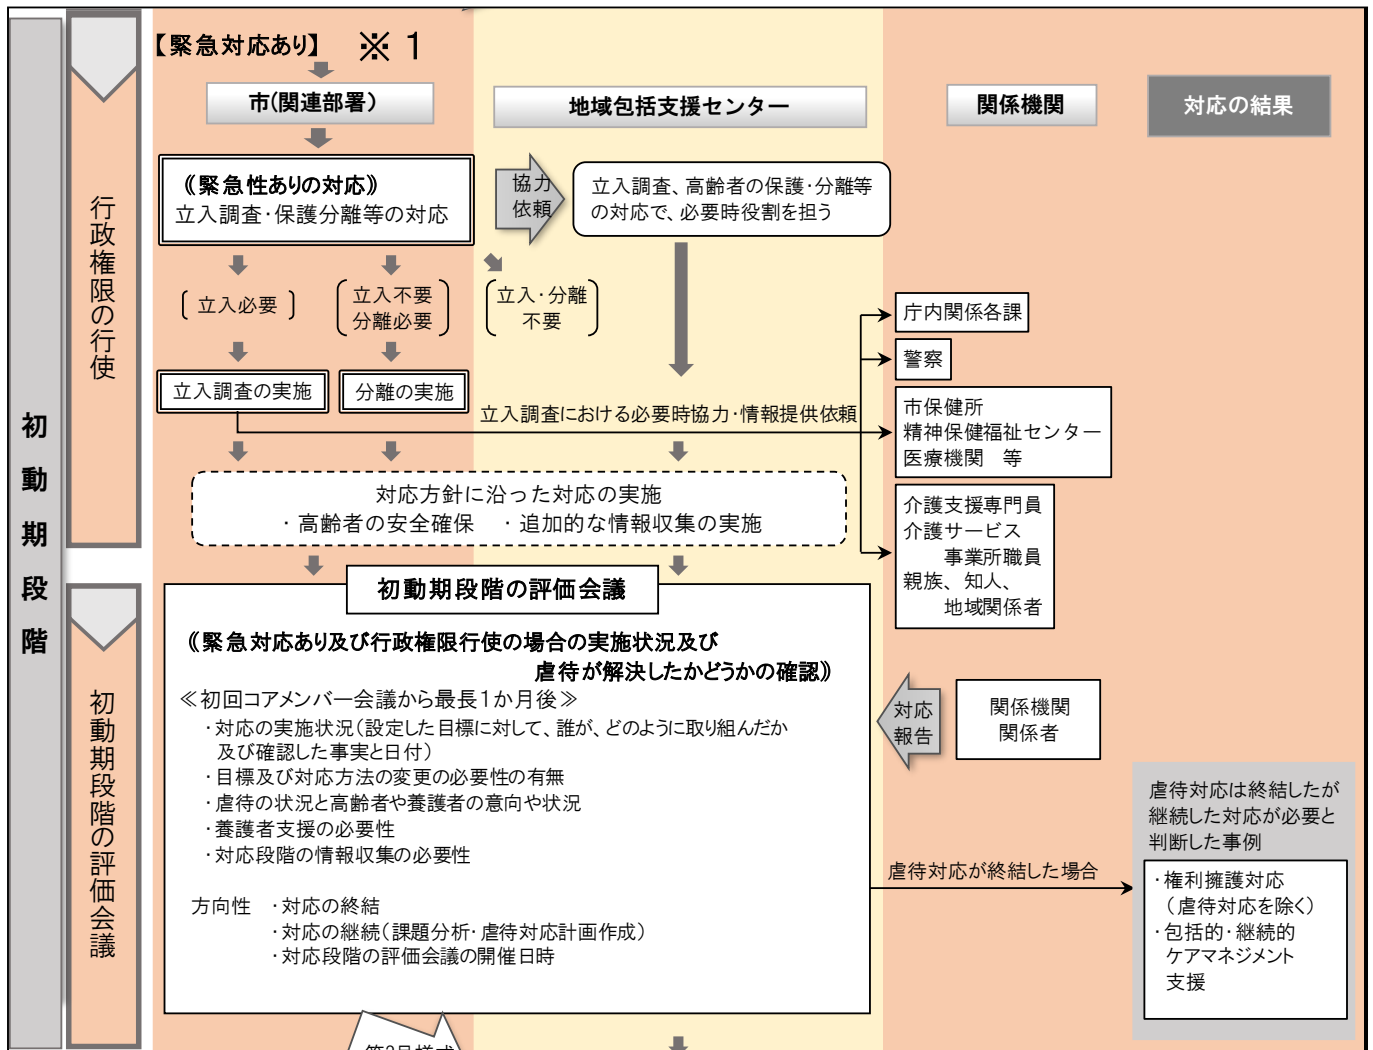 初動期段階
行政権限の行使
初動期段階の評価会議
【緊急対応あり】 ※１
市(関連部署)
地域包括支援センター
関係機関
対応の結果
《緊急性ありの対応》
立入調査・保護分離等の対応
協力
依頼
立入調査、高齢者の保護・分離等
の対応で、必要時役割を担う
立入必要
立入不要
分離必要
立入・分離
不要
立入調査の実施
分離の実施
立入調査における必要時協力・情報提供依頼
庁内関係各課
警察
市保健所
精神保健福祉センター
医療機関　等
介護支援専門員
介護サービス
事業所職員
親族、知人、
地域関係者
対応方針に沿った対応の実施
・高齢者の安全確保　・追加的な情報収集の実施
初動期段階の評価会議
《緊急対応あり及び行政権限行使の場合の実施状況及び
虐待が解決したかどうかの確認》
≪初回コアメンバー会議から最長１か月後≫
・対応の実施状況（設定した目標に対して、誰が、どのように取り組んだか
及び確認した事実と日付）
・目標及び対応方法の変更の必要性の有無
・虐待の状況と高齢者や養護者の意向や状況
・養護者支援の必要性
・対応段階の情報収集の必要性
方向性　・対応の終結
・対応の継続（課題分析・虐待対応計画作成）
・対応段階の評価会議の開催日時
対応
報告
関係機関
関係者
虐待対応が終結した場合
虐待対応は終結したが
継続した対応が必要と
判断した事例
・権利擁護対応
（虐待対応を除く）
・包括的・継続的
ケアマネジメント
支援